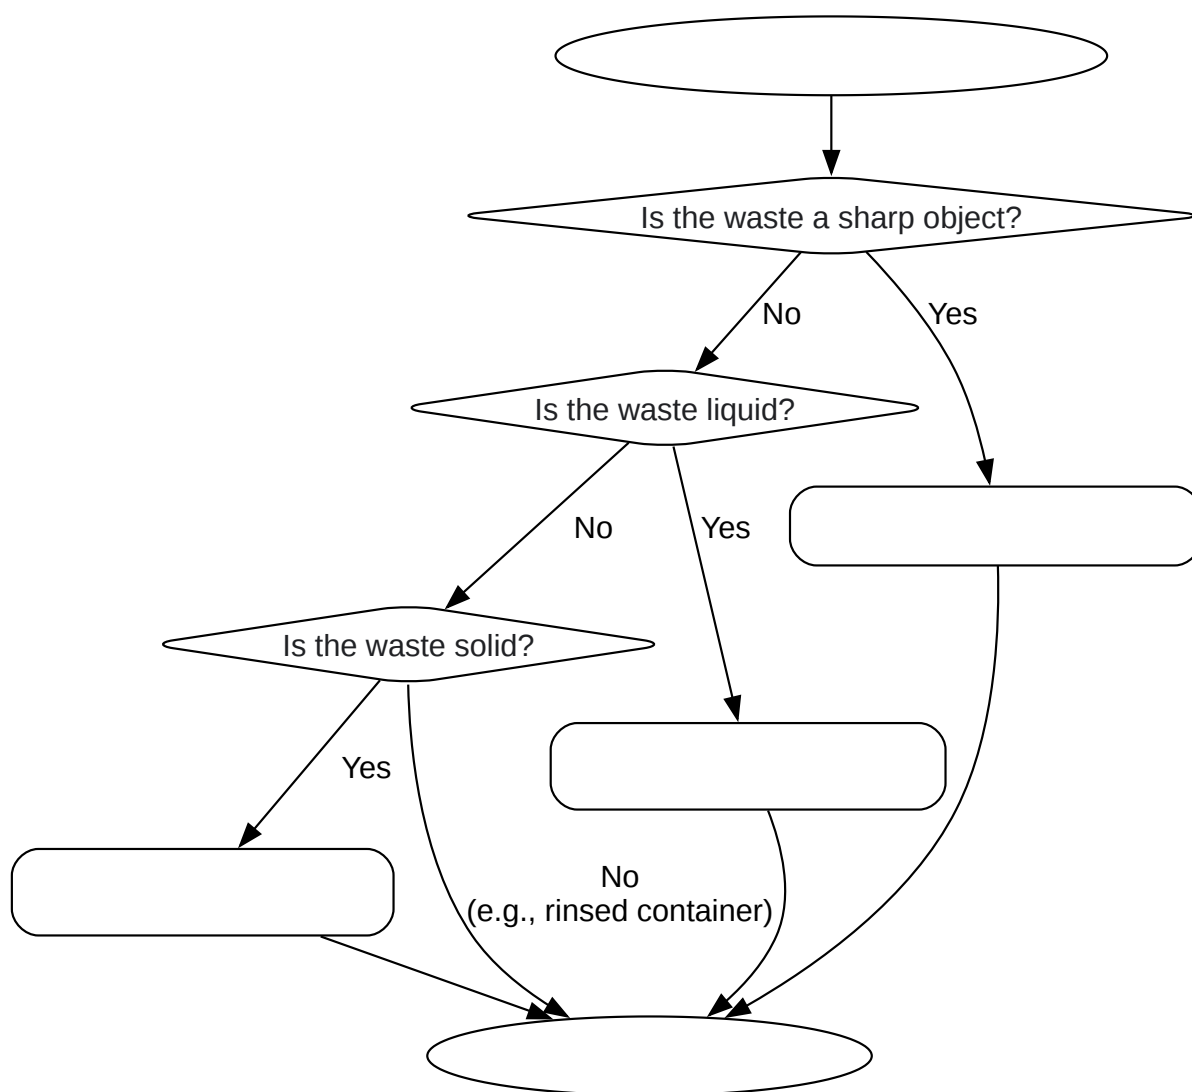 Is the waste a sharp object?
No
Yes
Is the waste liquid?
No
Yes
Is the waste solid?
Yes
No
(e.g., rinsed container)